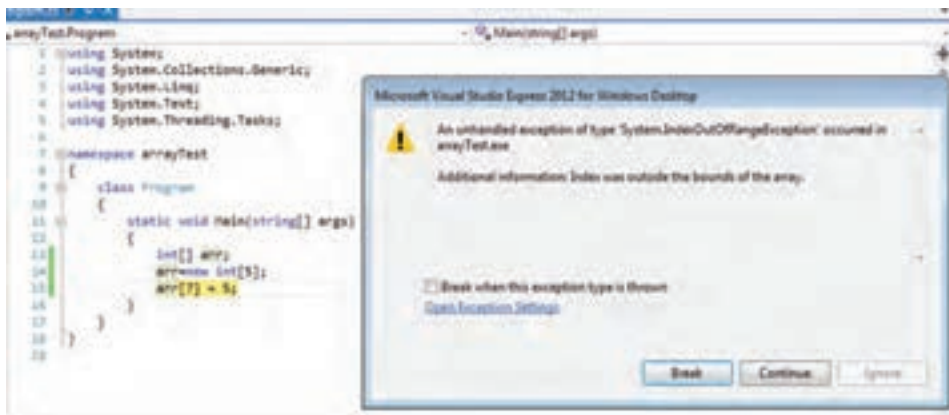 arrayTest.Program
Main(string[] args)
1 using System;
2 using System.Collections.Generic;
3 using System.Linq;
4 using System.Text;
5 using System.Threading.Tasks;
6
7 namespace arrayTest
8 {
9 class Program
10 {
11 static void Main(string[] args)
12 {
13 int[] arr;
14 arr=new int[5];
15 arr[7] = 5;
16 }
17 }
18 }
Microsoft Visual Studio Express 2012 for Windows Desktop
An unhandled exception of type 'System.IndexOutOfRangeException' occurred in
arrayTest.exe
Additional information: Index was outside the bounds of the array.
Break when this exception type is thrown
Open Exception Settings
Break
Continue
Ignore